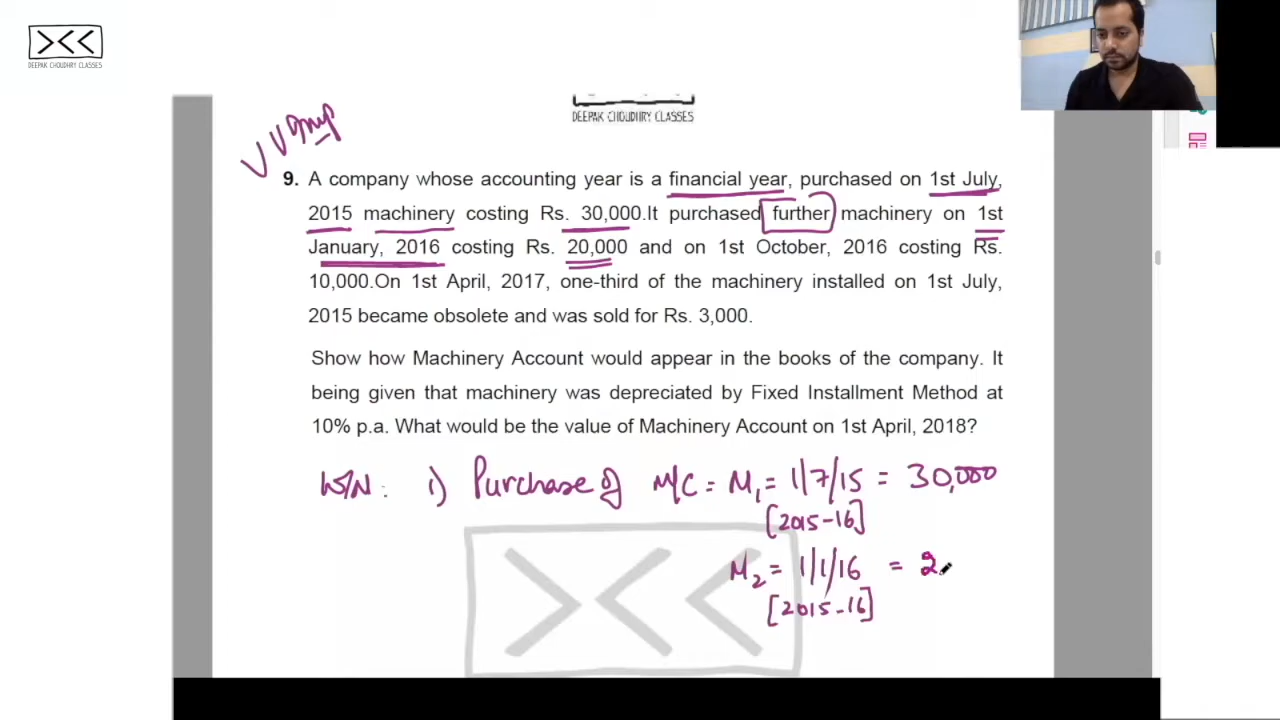 DEEPAK CHOUDHRY CLASSES
DEEPAK CHOUDHRY CLASSES
VVImp
9. A company whose accounting year is a financial year, purchased on 1st July,
2015 machinery costing Rs. 30,000.It purchased further machinery on 1st
January, 2016 costing Rs. 20,000 and on 1st October, 2016 costing Rs.
10,000.On 1st April, 2017, one-third of the machinery installed on 1st July,
2015 became obsolete and was sold for Rs. 3,000.
Show how Machinery Account would appear in the books of the company. It
being given that machinery was depreciated by Fixed Installment Method at
10% p.a. What would be the value of Machinery Account on 1st April, 2018?
W/N: 1) Purchase of M/C = M1 = 1/7/15 = 30,000
[2015-16]
M2 = 1/1/16 = 2
[2015-16]